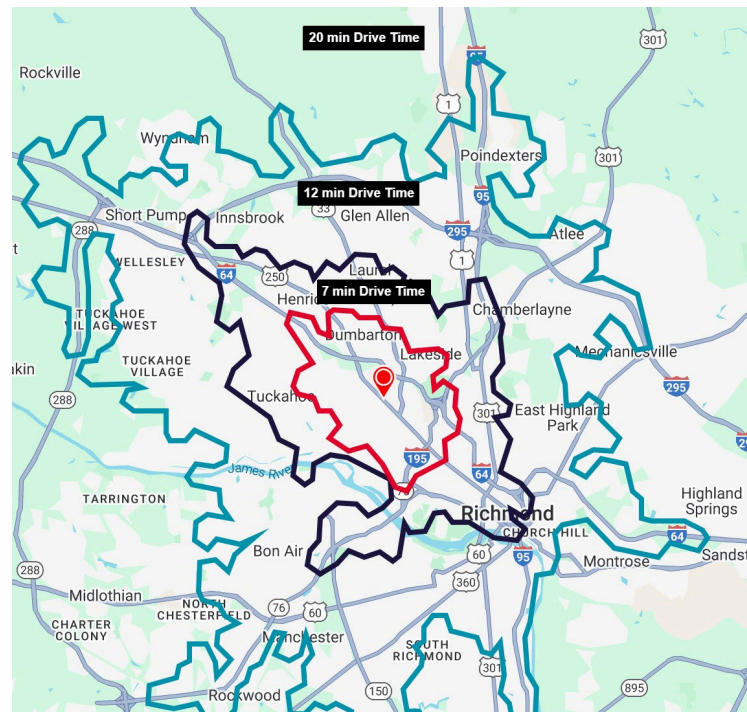 20 min Drive Time
301
95
Rockville
1
301
Wyndham
Poindexters
12 min Drive Time
Short Pump
Innsbrook
33
Glen Allen
95
288
295
Atlee
WELLESLEY
64
250
Laurel
1
7 min Drive Time
Henric
Chamberlayne
TUCKAHOE
VILLAGE WEST
Dumbarton
Lakeside
Mechanicsville
TUCKAHOE
VILLAGE
kin
288
Tuckahoe
295
301
East Highland
Park
195
64
James River
TARRINGTON
Richmond
Highland
Springs
CHURCH HILL
64
Bon Air
60
95
Montrose
Sandst
288
Midlothian
360
NORTH
CHESTERFIELD
76
60
CHARTER
COLONY
Manchester
SOUTH
RICHMOND
301
Rockwood
150
895